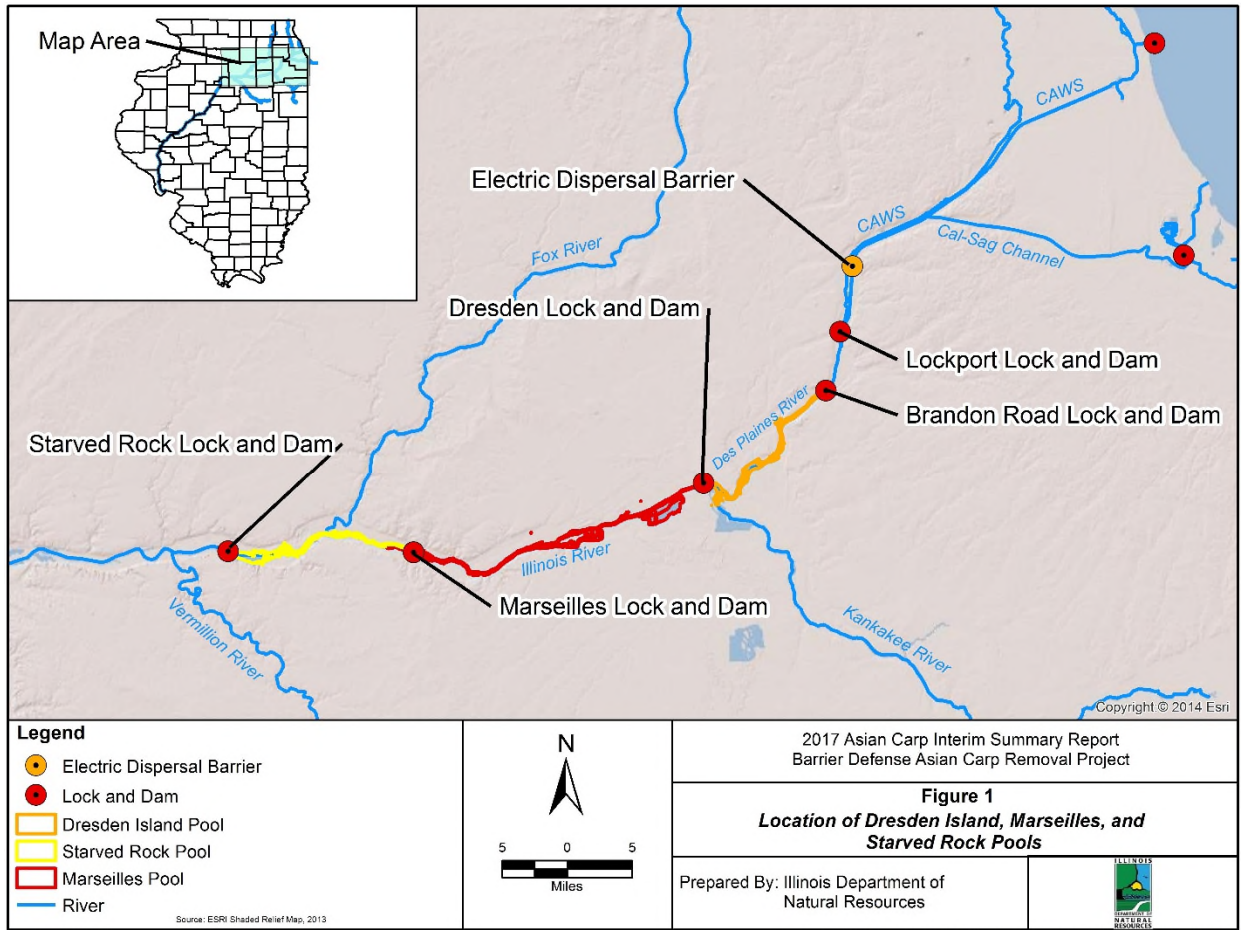 Map Area
CAWS
Electric Dispersal Barrier
CAWS
Fox River
Cal-Sag Channel
Dresden Lock and Dam
Lockport Lock and Dam
Des Plaines River
Brandon Road Lock and Dam
Starved Rock Lock and Dam
Illinois River
Marseilles Lock and Dam
Vermillion River
Kankakee River
Copyright © 2014 Esri
Legend
Electric Dispersal Barrier
Lock and Dam
Dresden Island Pool
Starved Rock Pool
Marseilles Pool
River
Source: ESRI Shaded Relief Map, 2013
N
5 0 5
Miles
2017 Asian Carp Interim Summary Report
Barrier Defense Asian Carp Removal Project
Figure 1
Location of Dresden Island, Marseilles, and
Starved Rock Pools
Prepared By: Illinois Department of
Natural Resources
ILLINOIS
DEPARTMENT OF
NATURAL
RESOURCES